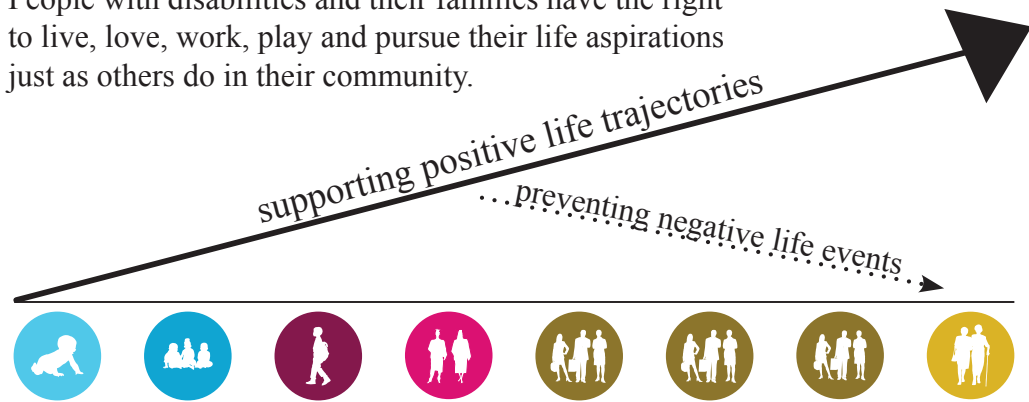 People with disabilities and their families have the right
to live, love, work, play and pursue their life aspirations
just as others do in their community.
supporting positive life trajectories
preventing negative life events